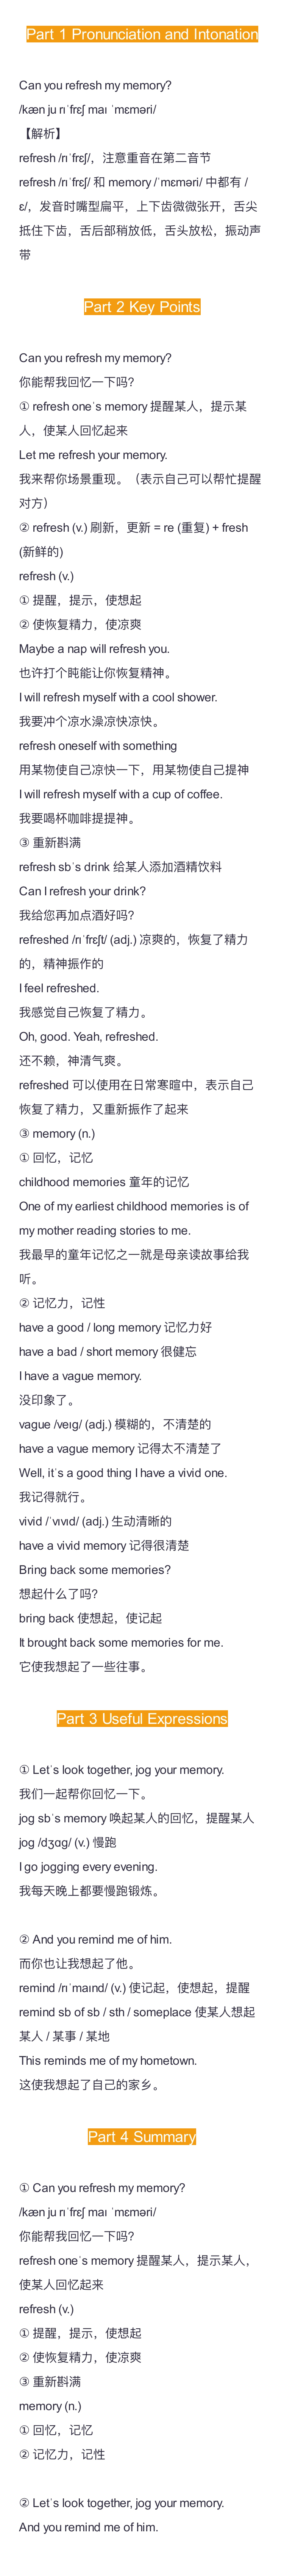 Part 1 Pronunciation and Intonation
Can you refresh my memory?
/kæn ju rɪˈfrɛʃ maɪ ˈmɛməri/
【解析】
refresh /rɪˈfrɛʃ/，注意重音在第二音节
refresh /rɪˈfrɛʃ/ 和 memory /ˈmɛməri/ 中都有 /
ɛ/，发音时嘴型扁平，上下齿微微张开，舌尖
抵住下齿，舌后部稍放低，舌头放松，振动声
带
Part 2 Key Points
Can you refresh my memory?
你能帮我回忆一下吗?
① refresh oneˈs memory 提醒某人，提示某
人，使某人回忆起来
Let me refresh your memory.
我来帮你场景重现。（表示自己可以帮忙提醒
对方）
② refresh (v.) 刷新，更新 = re (重复) + fresh
(新鲜的)
refresh (v.)
① 提醒，提示，使想起
② 使恢复精力，使凉爽
Maybe a nap will refresh you.
也许打个盹能让你恢复精神。
I will refresh myself with a cool shower.
我要冲个凉水澡凉快凉快。
refresh oneself with something
用某物使自己凉快一下，用某物使自己提神
I will refresh myself with a cup of coffee.
我要喝杯咖啡提提神。
③ 重新斟满
refresh sbˈs drink 给某人添加酒精饮料
Can I refresh your drink?
我给您再加点酒好吗?
refreshed /rɪˈfrɛʃt/ (adj.) 凉爽的，恢复了精力
的，精神振作的
I feel refreshed.
我感觉自己恢复了精力。
Oh, good. Yeah, refreshed.
还不赖，神清气爽。
refreshed 可以使用在日常寒暄中，表示自己
恢复了精力，又重新振作了起来
③ memory (n.)
① 回忆，记忆
childhood memories 童年的记忆
One of my earliest childhood memories is of
my mother reading stories to me.
我最早的童年记忆之一就是母亲读故事给我
听。
② 记忆力，记性
have a good / long memory 记忆力好
have a bad / short memory 很健忘
I have a vague memory.
没印象了。
vague /veɪg/ (adj.) 模糊的，不清楚的
have a vague memory 记得太不清楚了
Well, itˈs a good thing I have a vivid one.
我记得就行。
vivid /ˈvɪvɪd/ (adj.) 生动清晰的
have a vivid memory 记得很清楚
Bring back some memories?
想起什么了吗?
bring back 使想起，使记起
It brought back some memories for me.
它使我想起了一些往事。
Part 3 Useful Expressions
① Letˈs look together, jog your memory.
我们一起帮你回忆一下。
jog sbˈs memory 唤起某人的回忆，提醒某人
jog /dʒɑg/ (v.) 慢跑
I go jogging every evening.
我每天晚上都要慢跑锻炼。
② And you remind me of him.
而你也让我想起了他。
remind /rɪˈmaɪnd/ (v.) 使记起，使想起，提醒
remind sb of sb / sth / someplace 使某人想起
某人 / 某事 / 某地
This reminds me of my hometown.
这使我想起了自己的家乡。
Part 4 Summary
① Can you refresh my memory?
/kæn ju rɪˈfrɛʃ maɪ ˈmɛməri/
你能帮我回忆一下吗?
refresh oneˈs memory 提醒某人，提示某人，
使某人回忆起来
refresh (v.)
① 提醒，提示，使想起
② 使恢复精力，使凉爽
③ 重新斟满
memory (n.)
① 回忆，记忆
② 记忆力，记性
② Letˈs look together, jog your memory.
And you remind me of him.